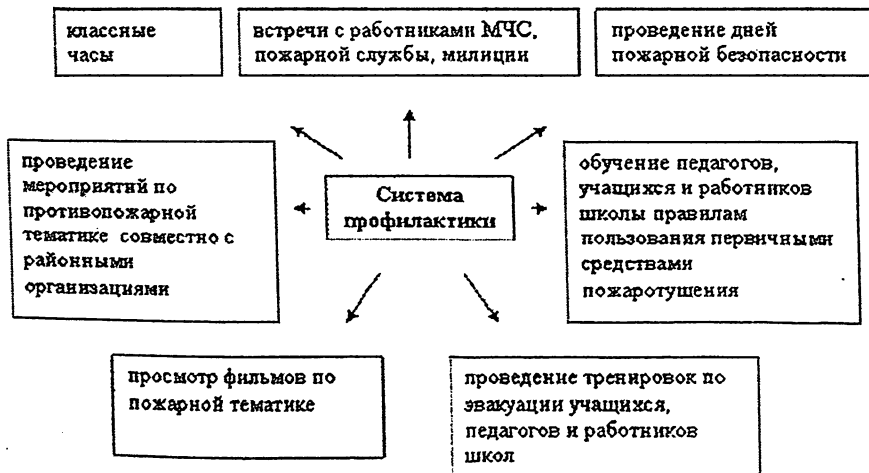 классные
часы
встречи с работниками МЧС,
пожарной службы, милиции
проведение дней
пожарной безопасности
проведение
мероприятий по
противопожарной
тематике совместно с
районными
организациями
Система
профилактики
обучение педагогов,
учащихся и работников
школы правилам
пользования первичными
средствами
пожаротушения
просмотр фильмов по
пожарной тематике
проведение тренировок по
эвакуации учащихся,
педагогов и работников
школ